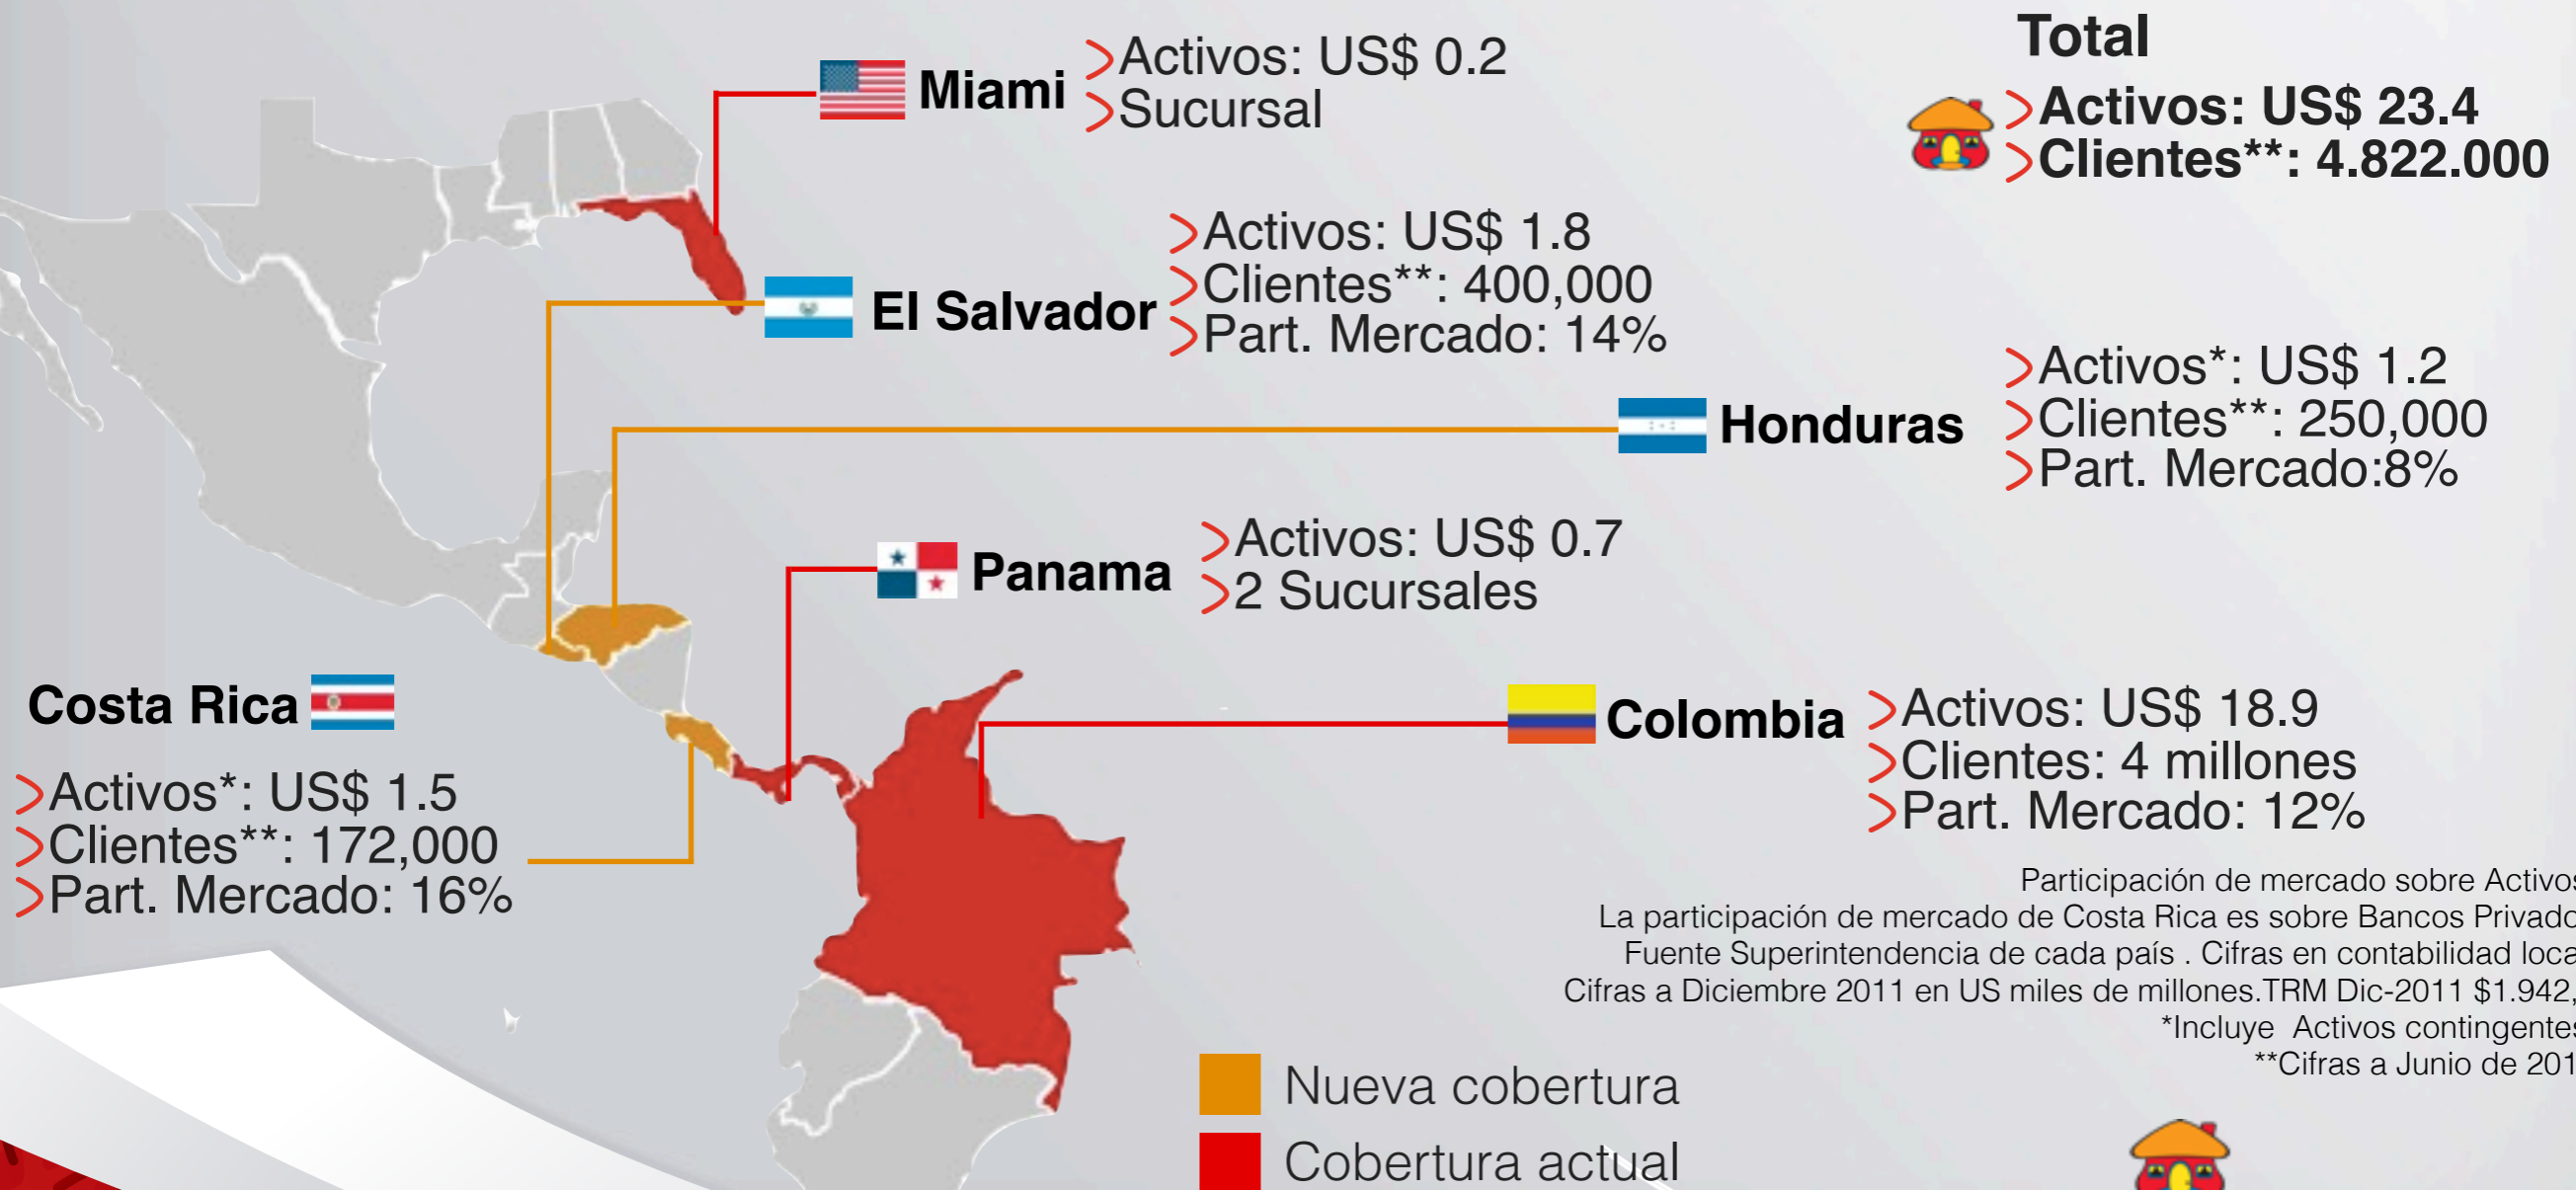 Total
Activos: US$ 23.4
Clientes**: 4.822.000
Miami
Activos: US$ 0.2
Sucursal
El Salvador
Activos: US$ 1.8
Clientes**: 400,000
Part. Mercado: 14%
Honduras
Activos*: US$ 1.2
Clientes**: 250,000
Part. Mercado:8%
Panama
Activos: US$ 0.7
2 Sucursales
Costa Rica
Activos*: US$ 1.5
Clientes**: 172,000
Part. Mercado: 16%
Colombia
Activos: US$ 18.9
Clientes: 4 millones
Part. Mercado: 12%
Participación de mercado sobre Activos
La participación de mercado de Costa Rica es sobre Bancos
Fuente Superintendencia de cada país . Cifras en contabilidad
Cifras a Diciembre 2011 en US miles de millones.TRM Dic-2011 $1.942,
*Incluye Activos contingentes
**Cifras a Junio de
Nueva cobertura
Cobertura actual